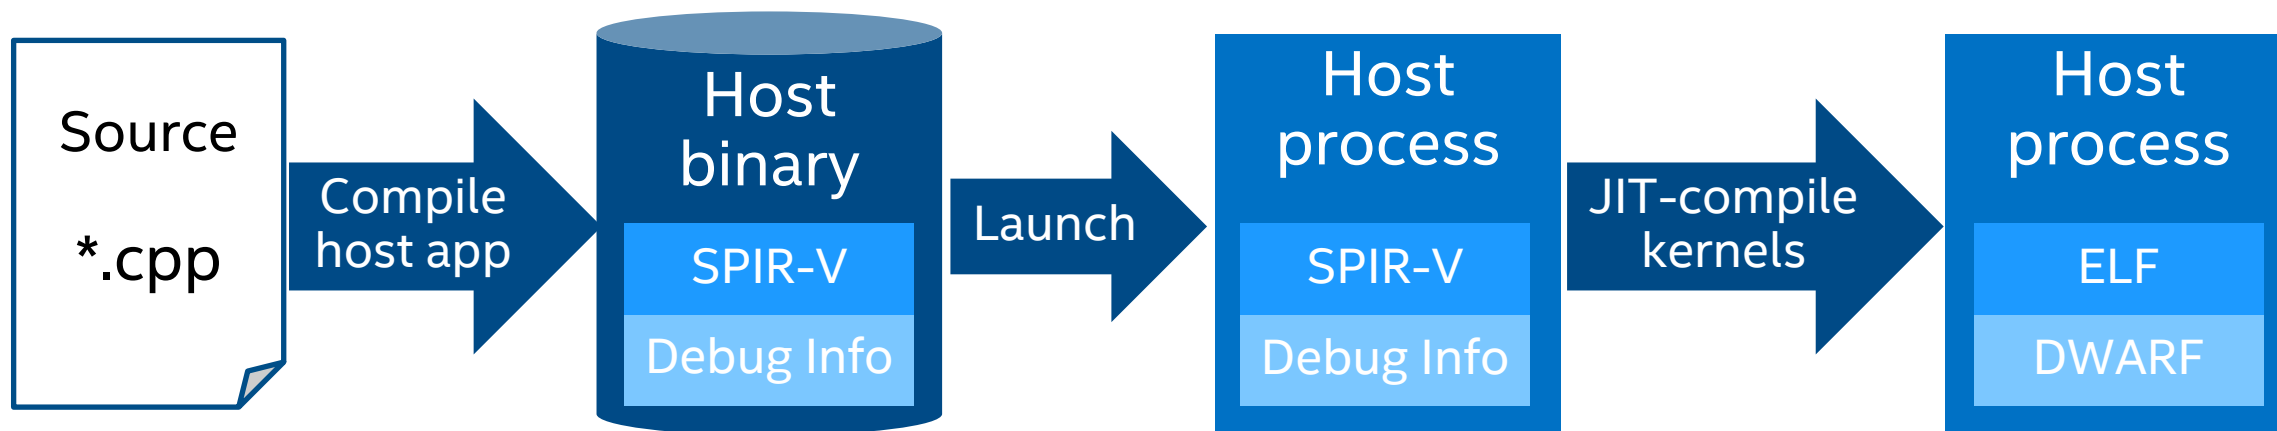 Source
*.cpp
Compile
host app
Host
binary
SPIR-V
Debug Info
Launch
Host
process
SPIR-V
Debug Info
JIT-compile
kernels
Host
process
ELF
DWARF